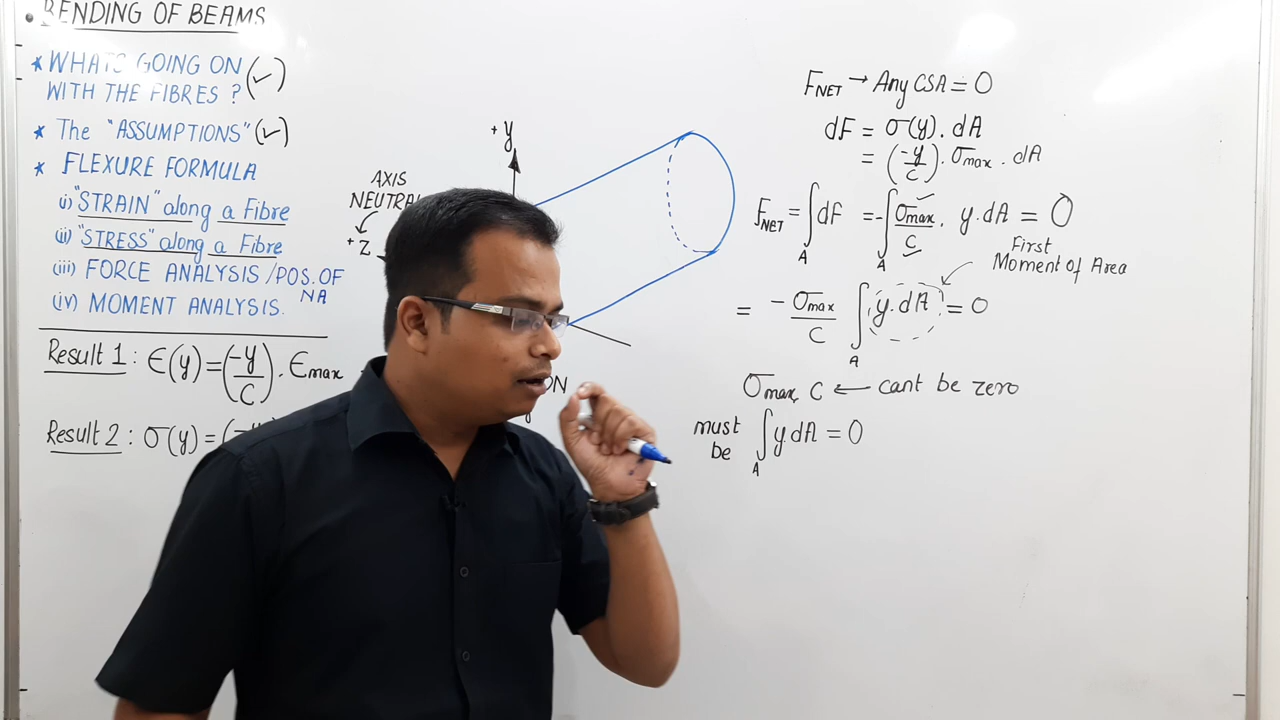 • BENDING OF BEAMS
* WHATS GOING ON
WITH THE FIBRES ? (✓)
* The "ASSUMPTIONS" (✓)
* FLEXURE FORMULA
i) "STRAIN" along a Fibre
(ii) "STRESS" along a Fibre
(iii) FORCE ANALYSIS / POS. OF
NA
(iv) MOMENT ANALYSIS.
Result 1 : ϵ(y) = (-y/C) . ϵmax
Result 2 : σ(y) = (-y
+ y
AXIS
+ z
F_NET → Any CSA = 0
dF = σ(y) . dA
= (-y/C) . σmax . dA
F_NET = ∫_A dF = - ∫_A σmax/C . y.dA = 0
First
Moment of Area
= -σmax/C ∫_A y.dA = 0
σmax, C ← cant be zero
must
be ∫_A y.dA = 0